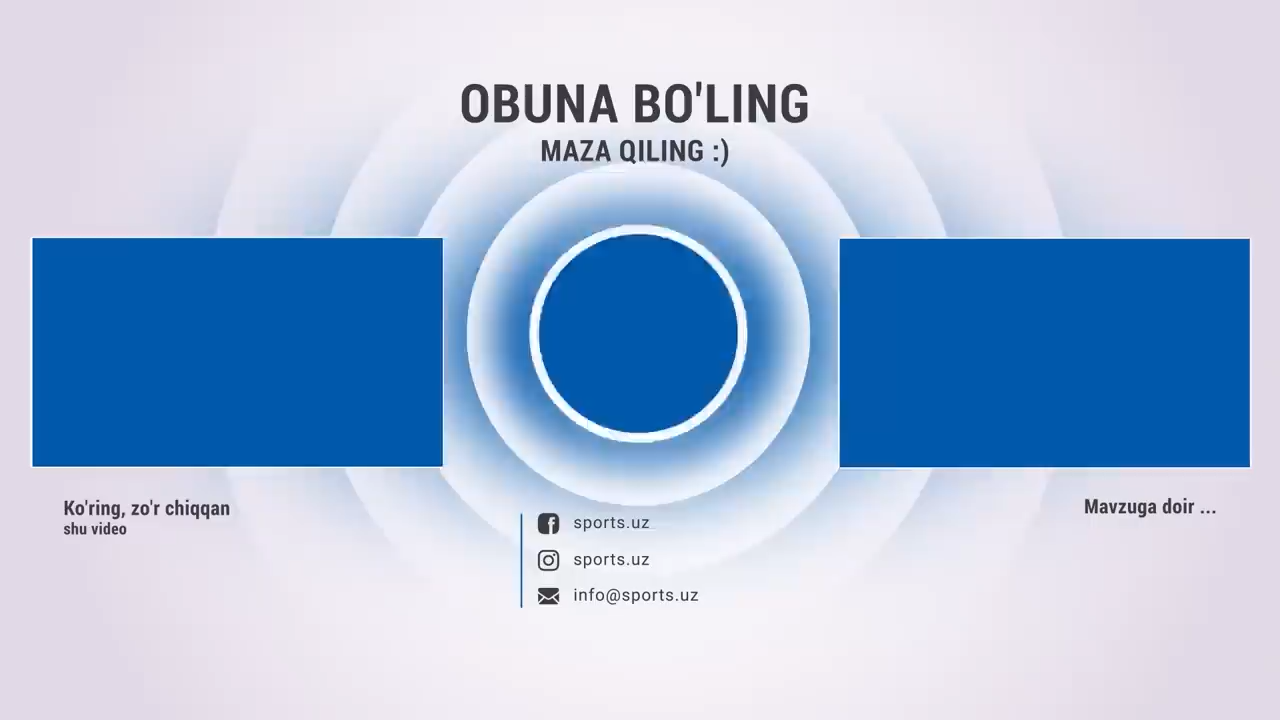 OBUNA BO'LING
MAZA QILING :)
Ko'ring, zo'r chiqqan
shu video
Mavzuga doir ...
sports.uz
sports.uz
info@sports.uz